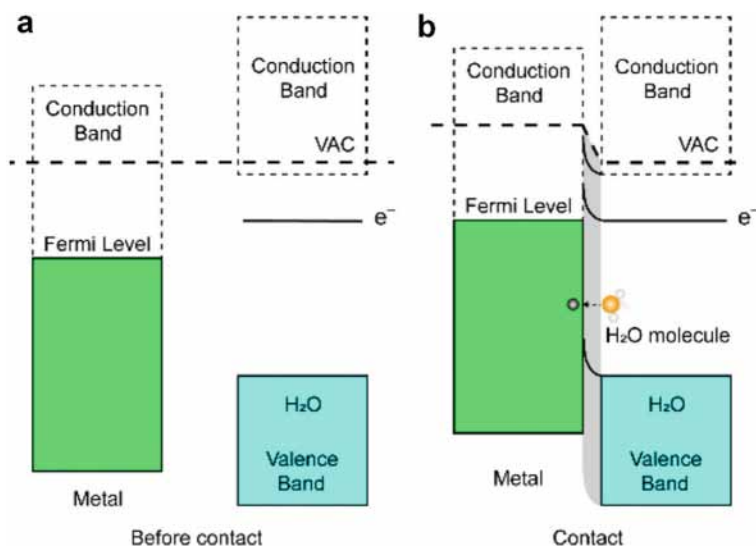 a
Conduction
Band
Conduction
Band
VAC
e⁻
Fermi Level
H₂O
Valence
Band
Metal
Before contact
b
Conduction
Band
Conduction
Band
VAC
Fermi Level
e⁻
H₂O molecule
H₂O
Valence
Band
Metal
Contact